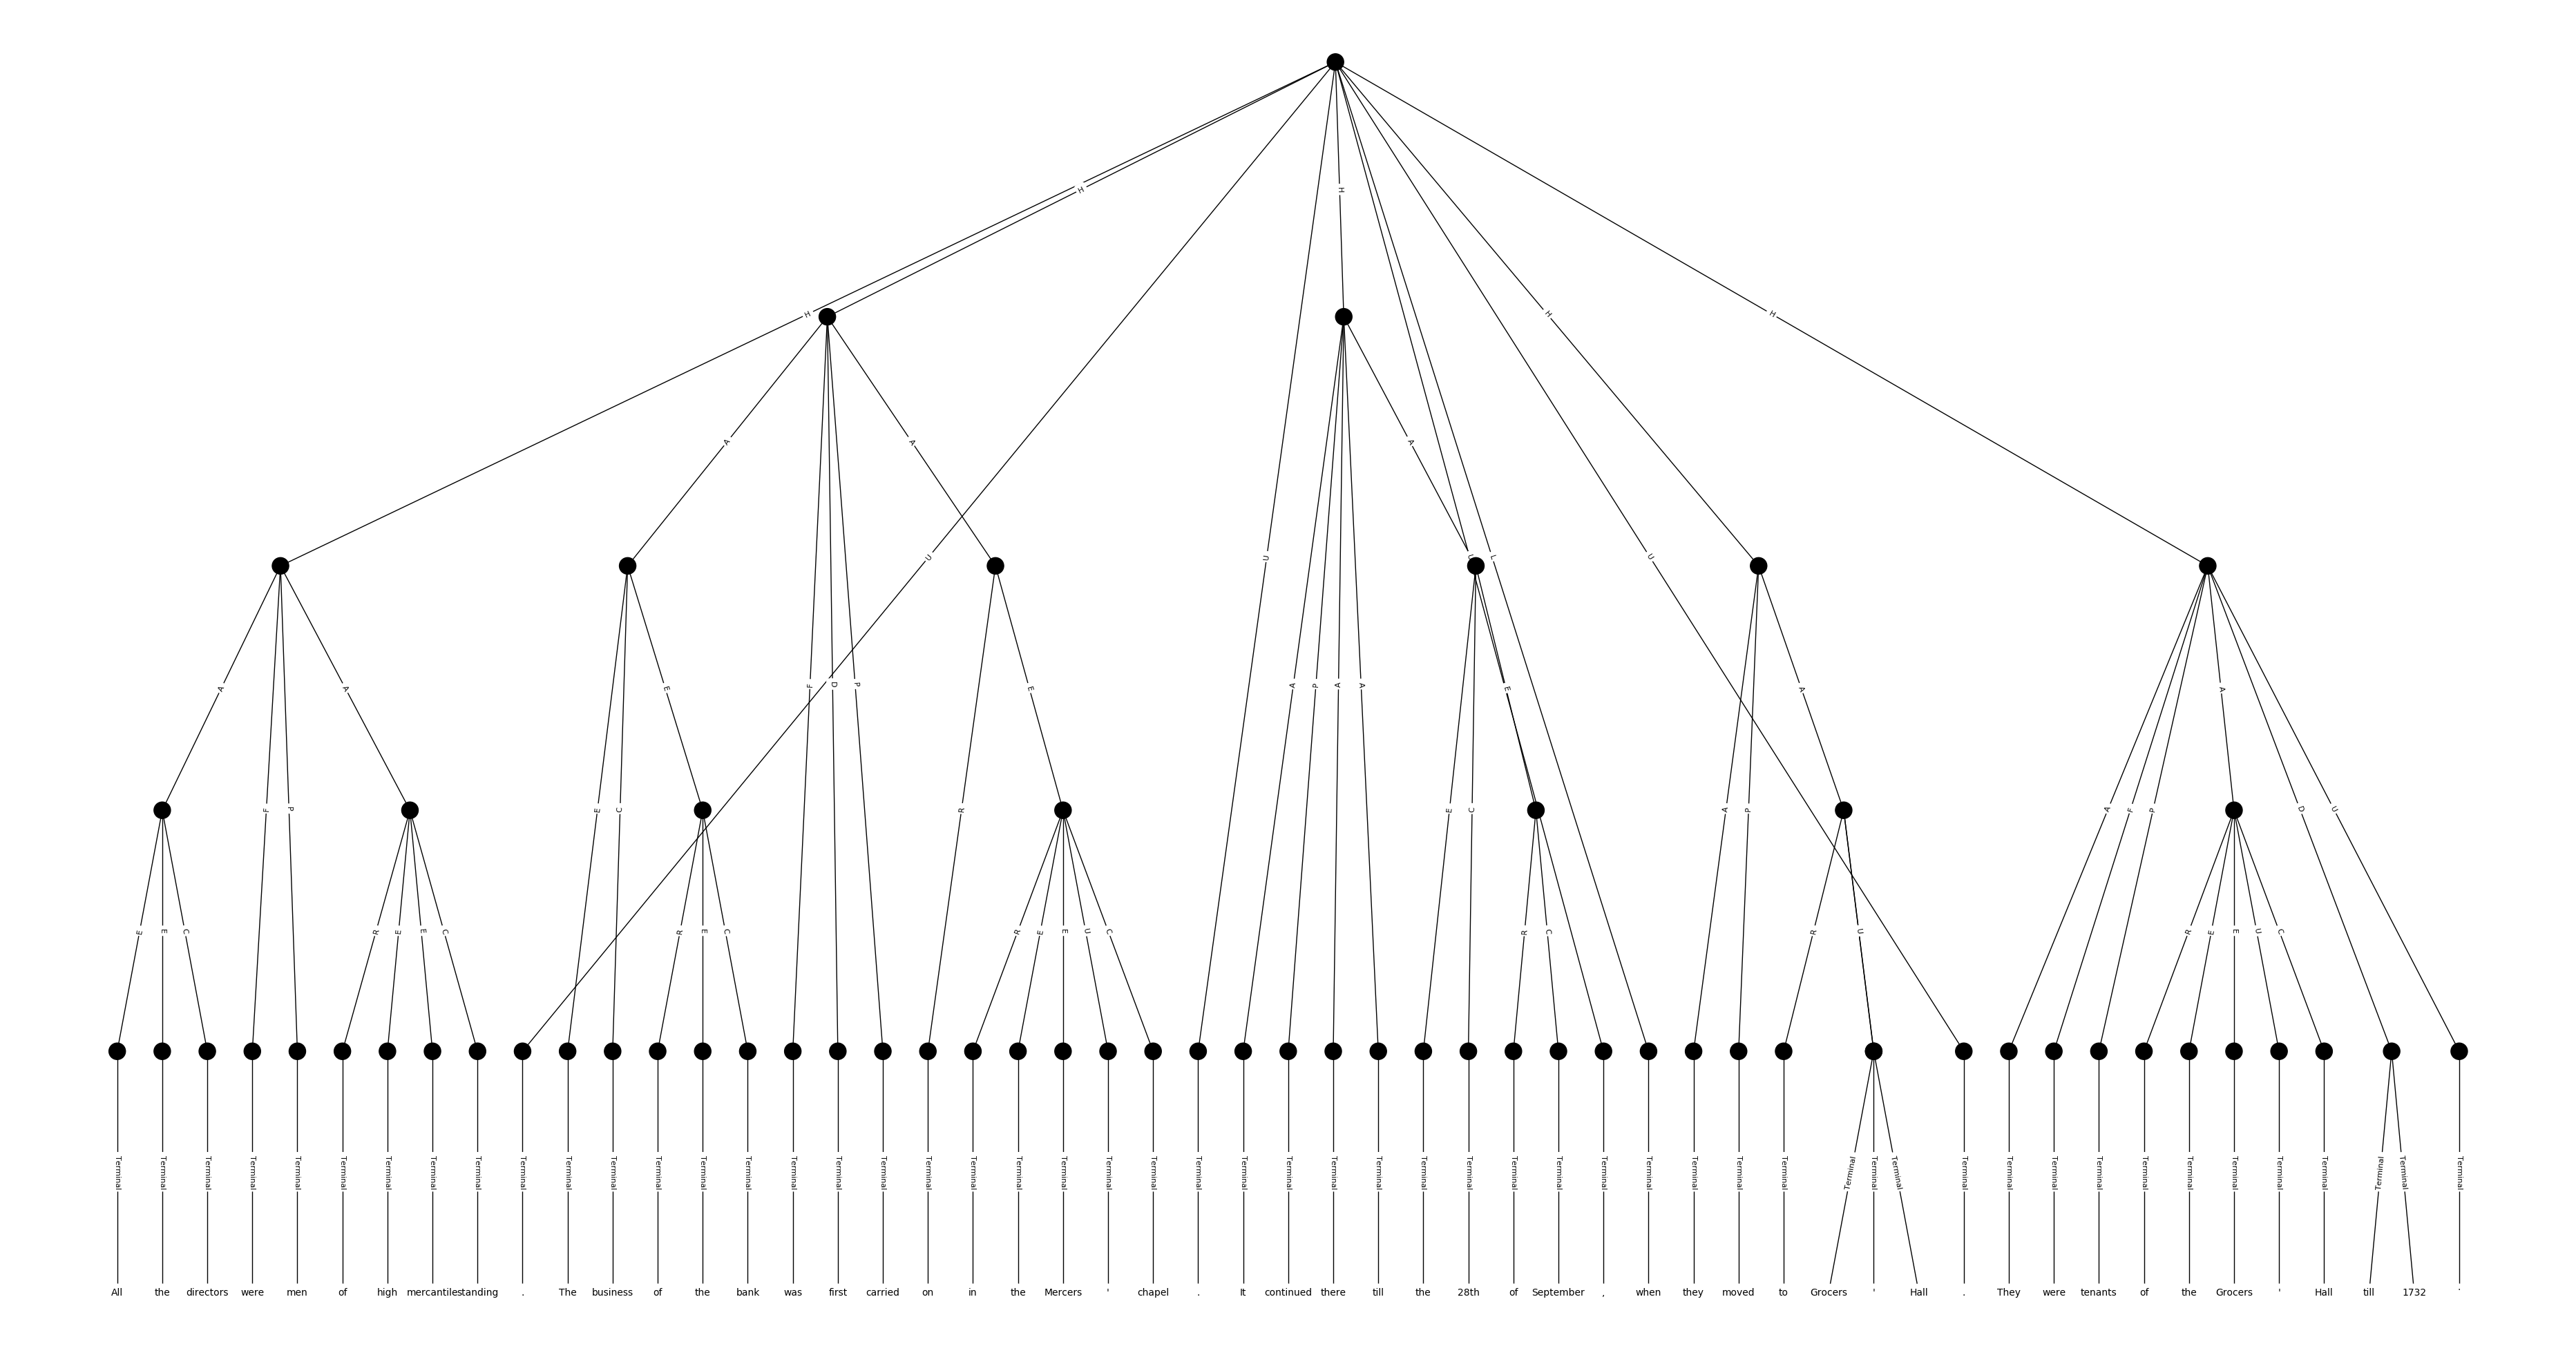 H
H H
H H
A A A
U U U L
A F P A E C E F D P R E A P A A E C E A P A A D
E E C F P R E E C R E C R E E U C R C R U A F P R E E U C D U
Terminal Terminal Terminal Terminal Terminal Terminal Terminal Terminal Terminal Terminal Terminal Terminal Terminal Terminal Terminal Terminal Terminal Terminal Terminal Terminal Terminal Terminal Terminal Terminal Terminal Terminal Terminal Terminal Terminal Terminal Terminal Terminal Terminal Terminal Terminal Terminal Terminal Terminal Terminal Terminal Terminal Terminal Terminal Terminal Terminal Terminal Terminal Terminal Terminal Terminal Terminal Terminal Terminal
All the directors were men of high mercantile standing . The business of the bank was first carried on in the Mercers ' chapel . It continued there till the 28th of September , when they moved to Grocers ' Hall . They were tenants of the Grocers ' Hall till 1732 .